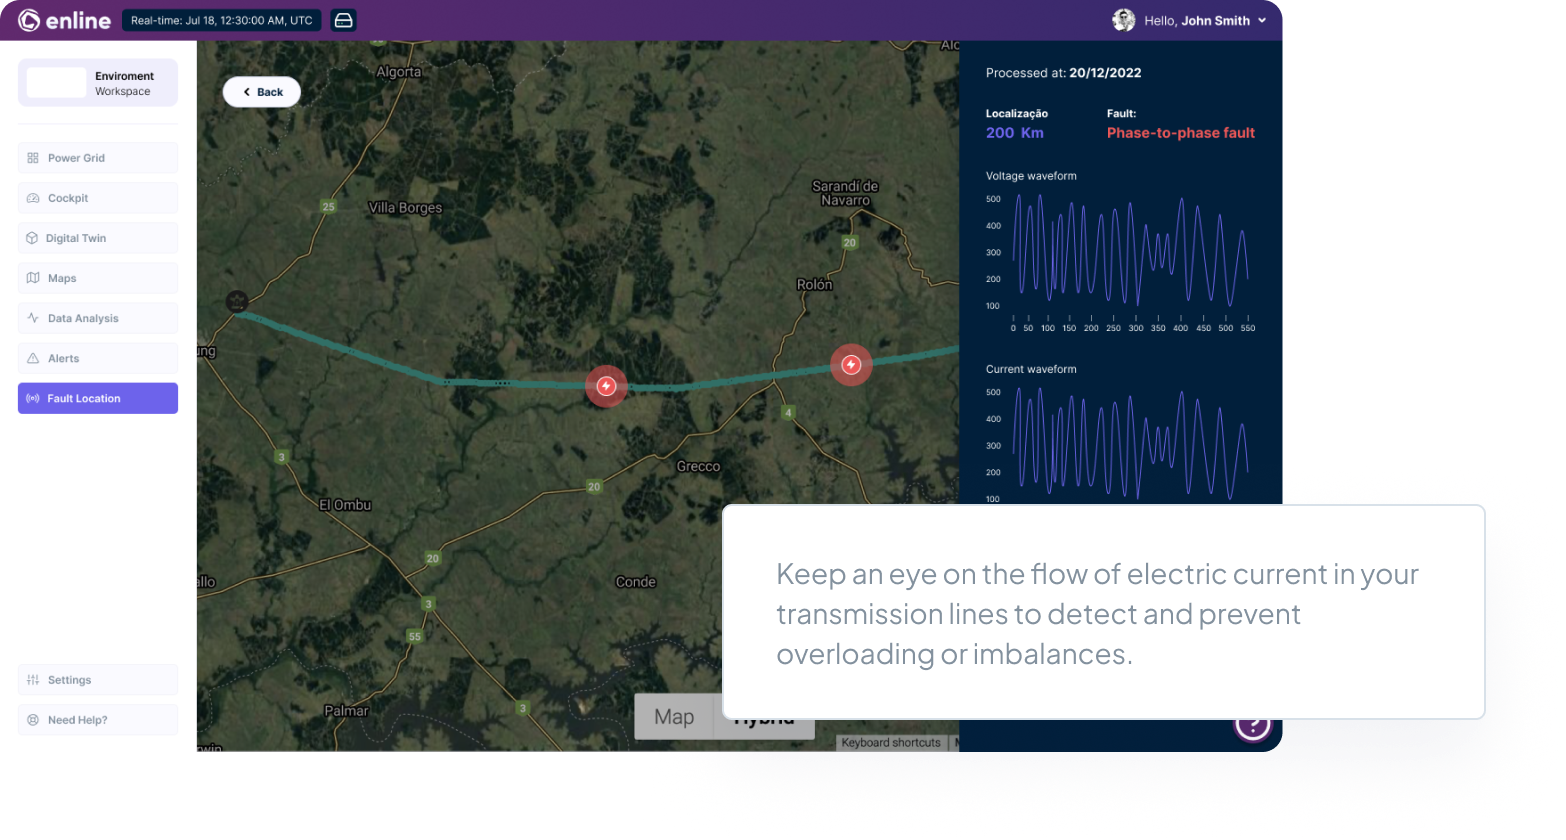 enline
Real-time: Jul 18, 12:30:00 AM, UTC
Hello, John Smith
Enviroment
Workspace
Power Grid
Cockpit
Digital Twin
Maps
Data Analysis
Alerts
Fault Location
Settings
Need Help?
Back
Algorta
25
Villa Borges
Sarandí de
Navarro
20
Rolón
4
3
Grecco
20
El Ombu
20
Conde
3
55
3
Palmar
Map
Hybrid
Keyboard shortcuts
Processed at: 20/12/2022
Localização
200 Km
Fault:
Phase-to-phase fault
Voltage waveform
500
400
300
200
100
0 50 100 150 200 250 300 350 400 450 500 550
Current waveform
500
400
300
200
100
Keep an eye on the flow of electric current in your
transmission lines to detect and prevent
overloading or imbalances.
?